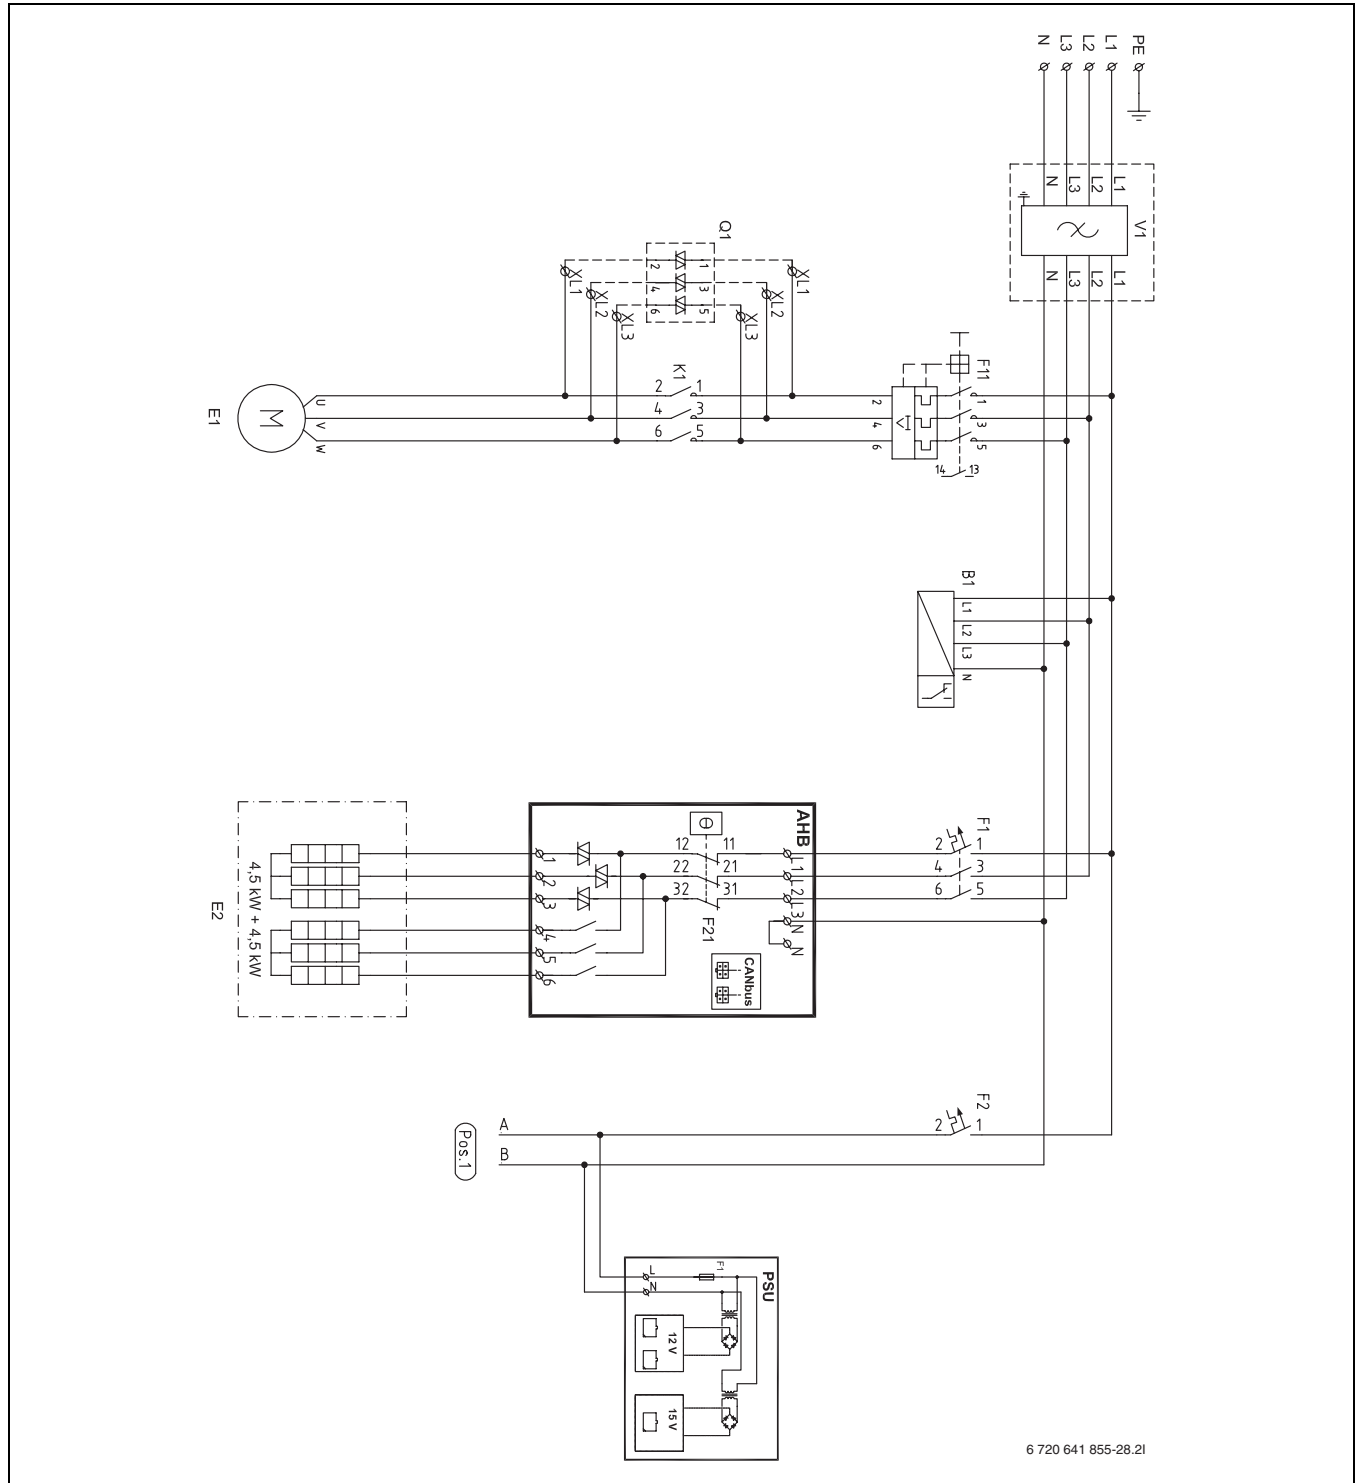 PE
L1
L2
L3
N
L1
L2
L3
N
V1
L1
L2
L3
N
Q1
1
2
3
4
5
6
XL1
XL2
XL3
XL1
XL2
XL3
F11
1
3
5
2
4
6
I>
13
14
K1
1
2
3
4
5
6
U
V
W
M
E1
B1
L1
L2
L3
N
F1
1
2
3
4
5
6
AHB
L1
L2
L3
N
N
11
12
21
22
31
32
F21
CANbus
1
2
3
4
5
6
4,5 kW + 4,5 kW
E2
F2
1
2
A
B
Pos.1
PSU
F1
L
N
12 V
15 V
6 720 641 855-28.2I